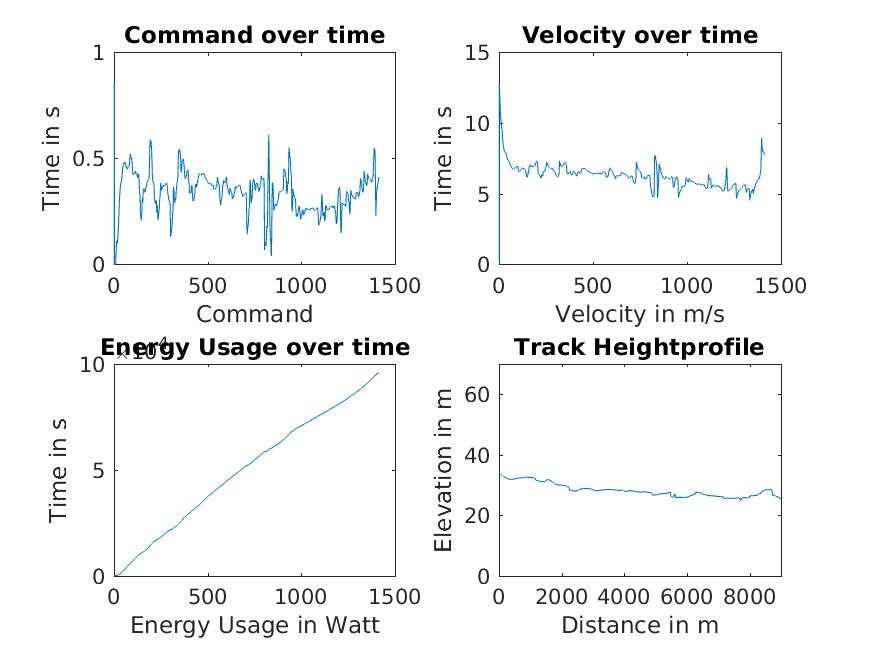 Command over time
Time in s
1
0.5
0
0 500 1000 1500
Command
Velocity over time
Time in s
15
10
5
0
0 500 1000 1500
Velocity in m/s
Energy Usage over time
×10⁴
Time in s
10
5
0
0 500 1000 1500
Energy Usage in Watt
Track Heightprofile
Elevation in m
60
40
20
0
0 2000 4000 6000 8000
Distance in m